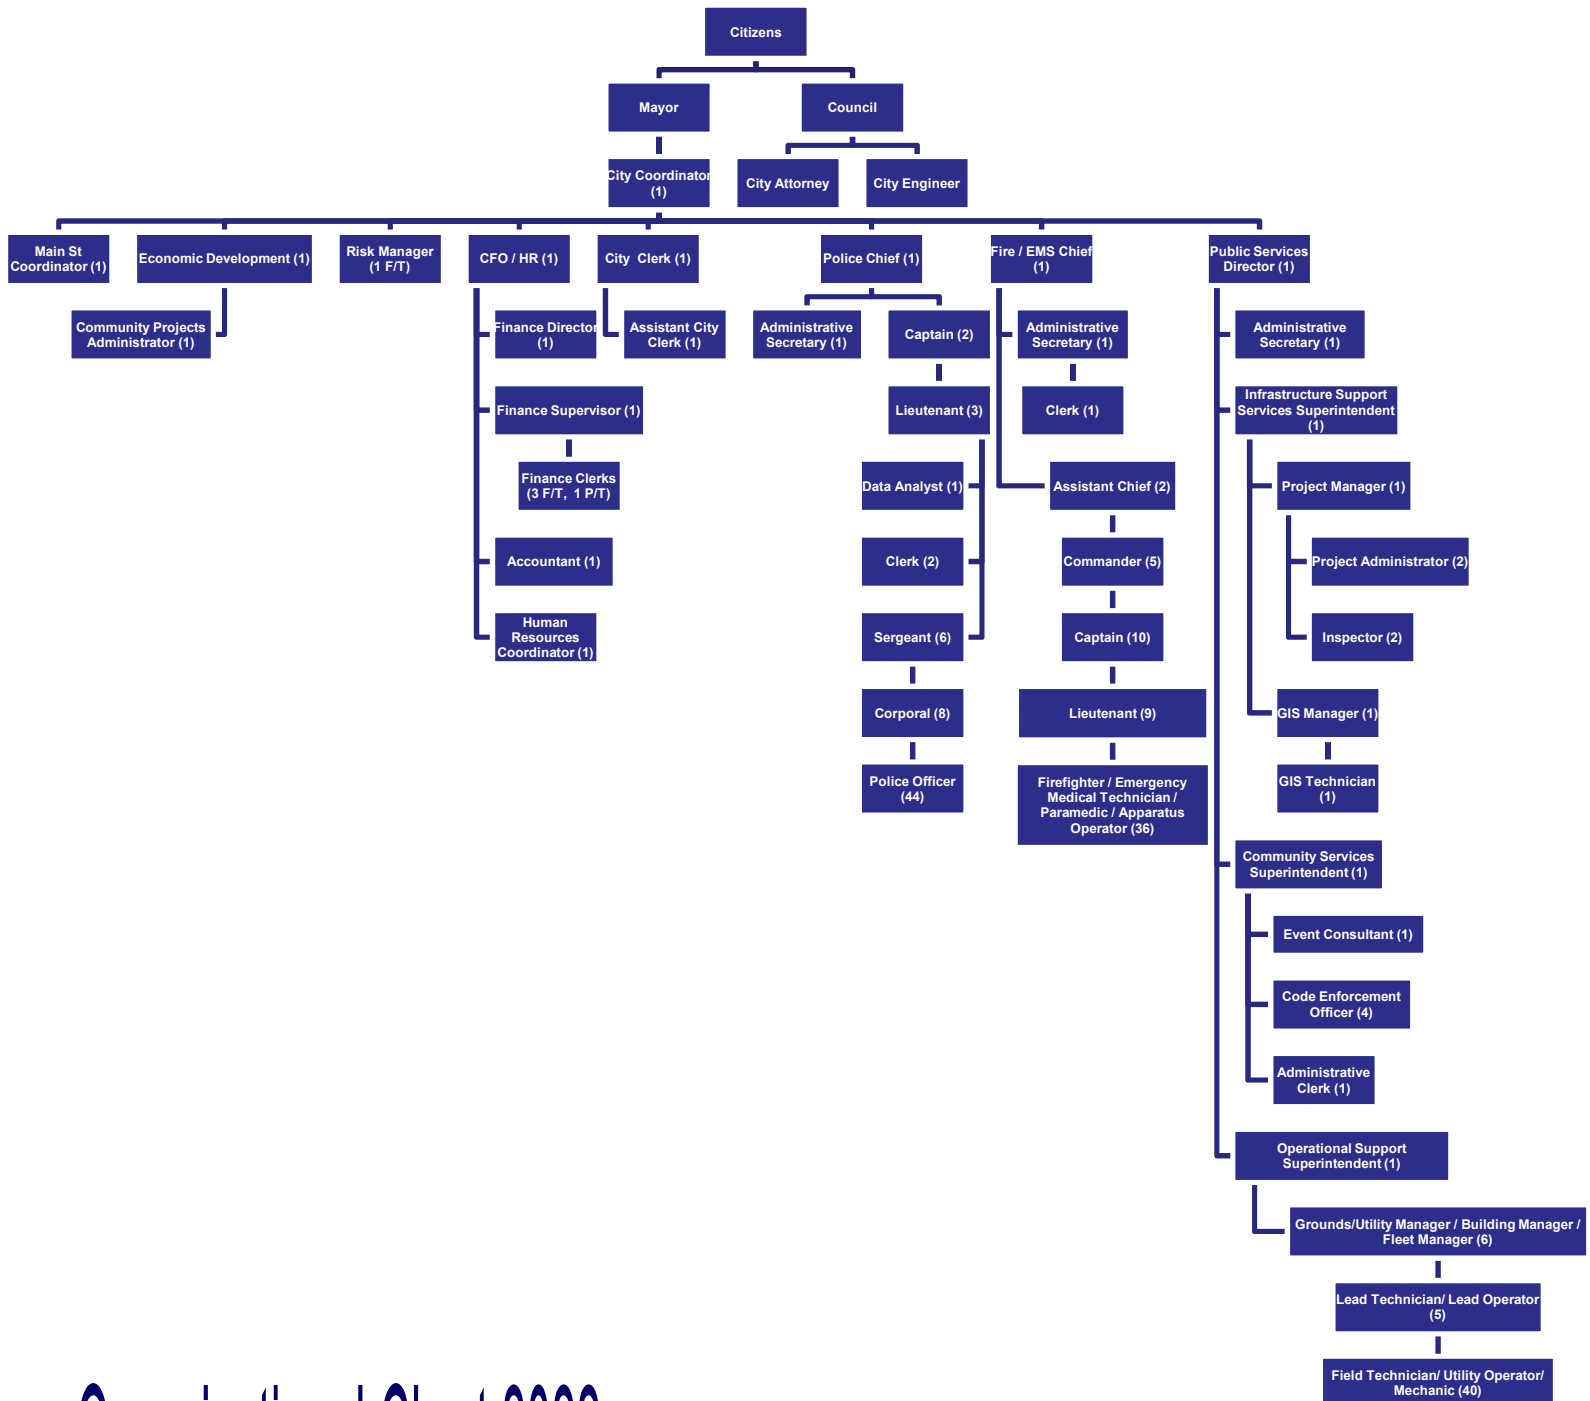 Citizens
Mayor
Council
City Coordinator
(1)
City Attorney
City Engineer
Main St
Coordinator (1)
Economic Development (1)
Risk Manager
(1 F/T)
CFO / HR (1)
City Clerk (1)
Police Chief (1)
Fire / EMS Chief
(1)
Public Services
Director (1)
Community Projects
Administrator (1)
Finance Director
(1)
Assistant City
Clerk (1)
Administrative
Secretary (1)
Captain (2)
Administrative
Secretary (1)
Administrative
Secretary (1)
Finance Supervisor (1)
Lieutenant (3)
Clerk (1)
Infrastructure Support
Services Superintendent
(1)
Finance Clerks
(3 F/T, 1 P/T)
Data Analyst (1)
Assistant Chief (2)
Project Manager (1)
Accountant (1)
Clerk (2)
Commander (5)
Project Administrator (2)
Human
Resources
Coordinator (1)
Sergeant (6)
Captain (10)
Inspector (2)
Corporal (8)
Lieutenant (9)
GIS Manager (1)
Police Officer
(44)
Firefighter / Emergency
Medical Technician /
Paramedic / Apparatus
Operator (36)
GIS Technician
(1)
Community Services
Superintendent (1)
Event Consultant (1)
Code Enforcement
Officer (4)
Administrative
Clerk (1)
Operational Support
Superintendent (1)
Grounds/Utility Manager / Building Manager /
Fleet Manager (6)
Lead Technician/ Lead Operator
(5)
Field Technician/ Utility Operator/
Mechanic (40)